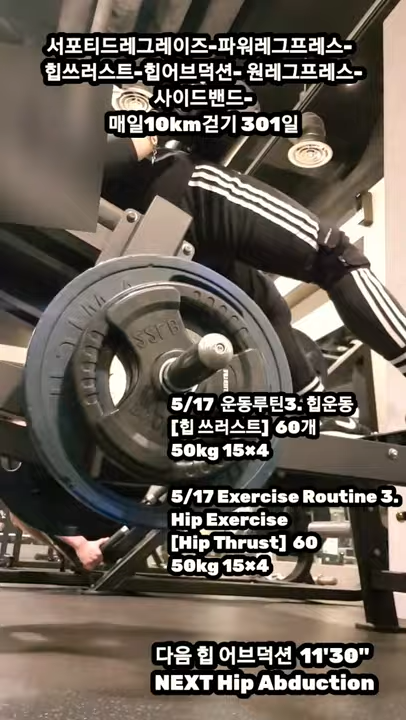 서포티드레그레이즈-파워레그프레스-
힙쓰러스트-힙어브덕션- 원레그프레스-
사이드밴드-
매일10km걷기 301일
SSFB
5/17 운동루틴3. 힙운동
[힙 쓰러스트] 60개
50kg 15×4
5/17 Exercise Routine 3.
Hip Exercise
[Hip Thrust] 60
50kg 15×4
다음 힙 어브덕션 11'30"
NEXT Hip Abduction